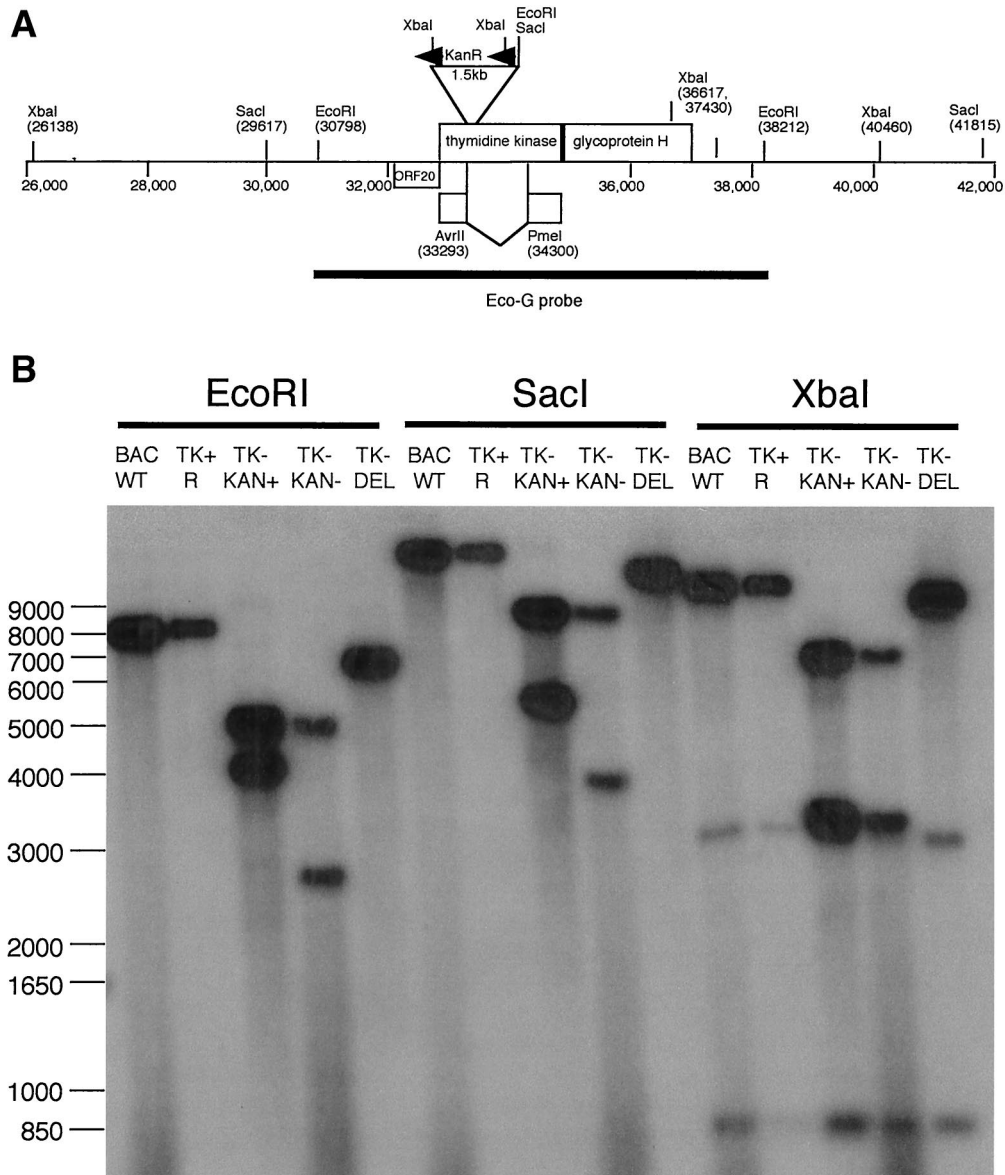 A
EcoRI
XbaI XbaI SacI
KanR
1.5kb
XbaI
(36617,
37430)
XbaI
(26138)
SacI
(29617)
EcoRI
(30798)
EcoRI
(38212)
XbaI
(40460)
SacI
(41815)
thymidine kinase glycoprotein H
26,000 28,000 30,000 32,000 ORF20 36,000 38,000 40,000 42,000
AvrII
(33293)
PmeI
(34300)
Eco-G probe
B
EcoRI SacI XbaI
BAC TK+ TK- TK- TK- BAC TK+ TK- TK- TK- BAC TK+ TK- TK- TK-
WT R KAN+ KAN- DEL WT R KAN+ KAN- DEL WT R KAN+ KAN- DEL
9000
8000
7000
6000
5000
4000
3000
2000
1650
1000
850